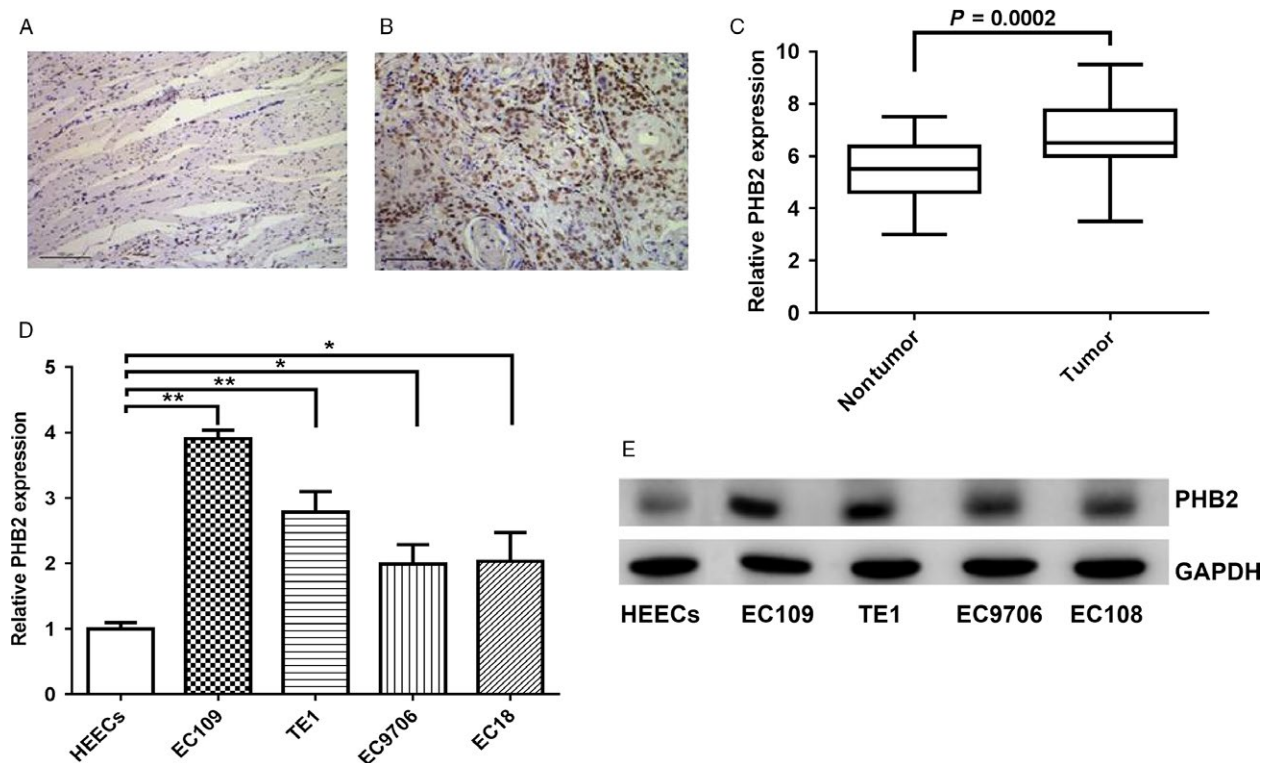 A
B
C
P = 0.0002
Relative PHB2 expression
10
8
6
4
2
0
Nontumor
Tumor
D
*
*
**
**
Relative PHB2 expression
5
4
3
2
1
0
HEECs
EC109
TE1
EC9706
EC18
E
PHB2
GAPDH
HEECs EC109 TE1 EC9706 EC108